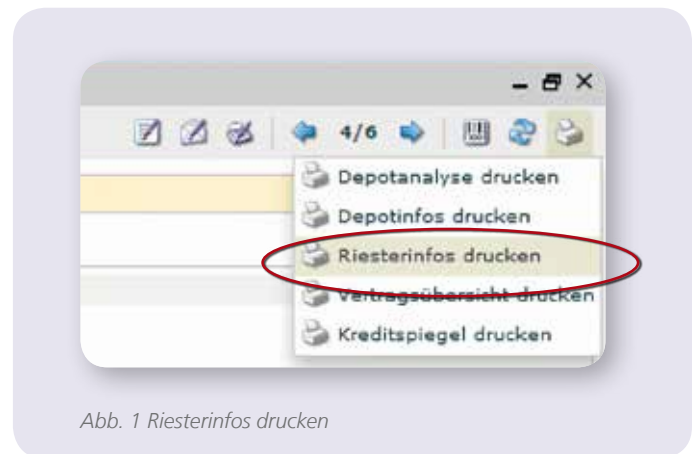 4/6
Depotanalyse drucken
Depotinfos drucken
Riesterinfos drucken
Vertragsübersicht drucken
Kreditspiegel drucken
Abb. 1 Riesterinfos drucken